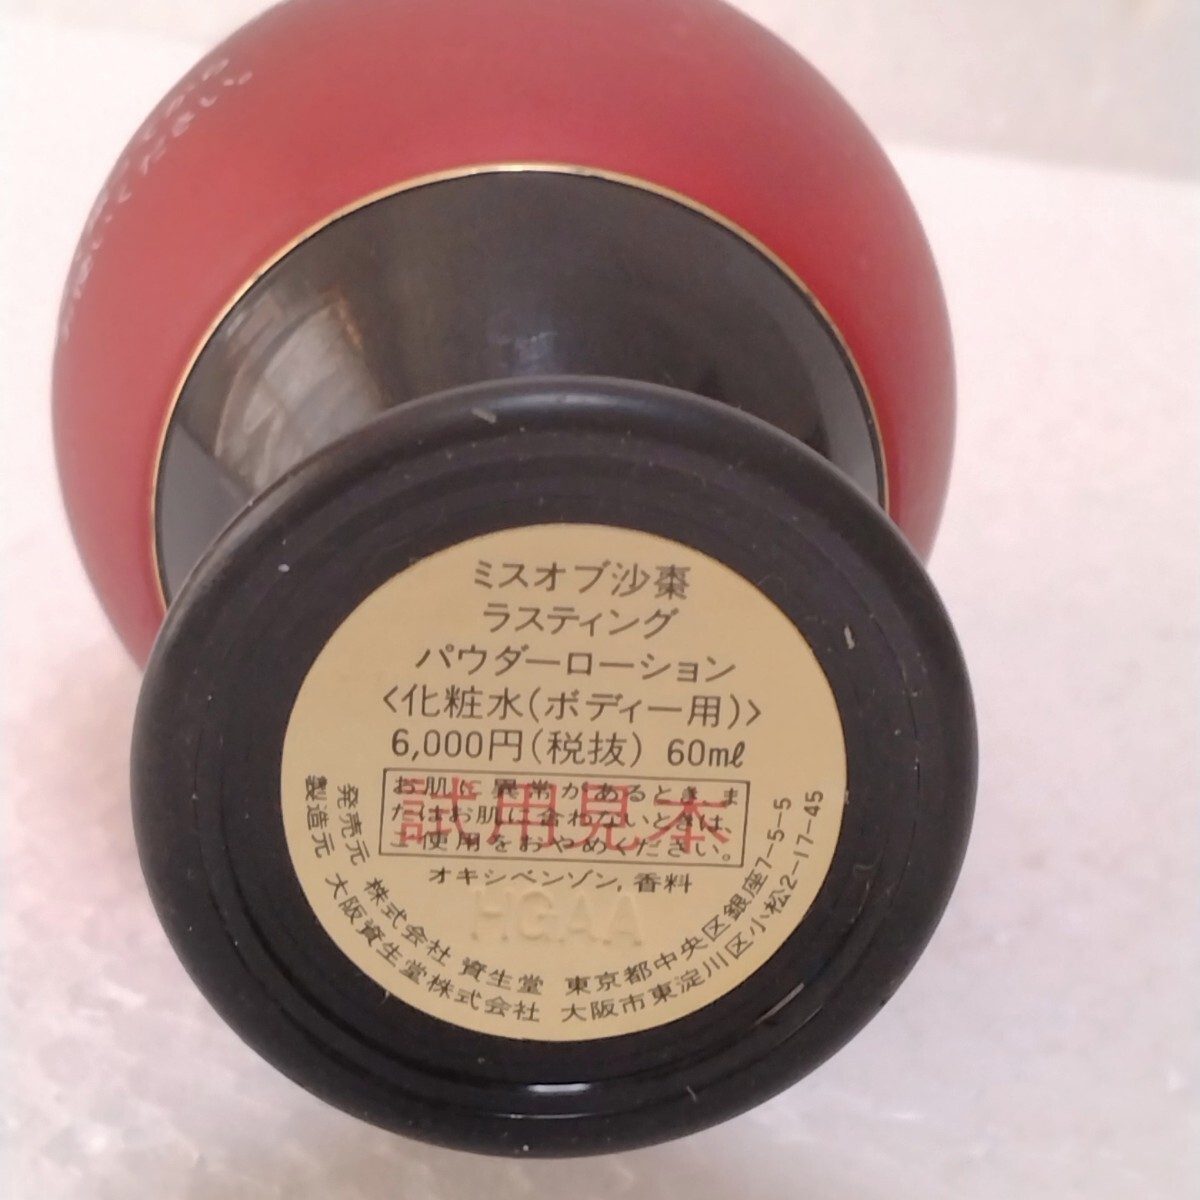 ください。
ミスオブ沙棗
ラスティング
パウダーローション
<化粧水(ボディー用)>
6,000円(税抜) 60ml
お肌に異常があるとき、ま
たはお肌に合わないときは、
ご使用をおやめください。
試用見本
オキシベンゾン,香料
HGAA
発売元 株式会社 資生堂 東京都中央区銀座7-5-5
製造元 大阪資生堂株式会社 大阪市東淀川区小松2-17-45